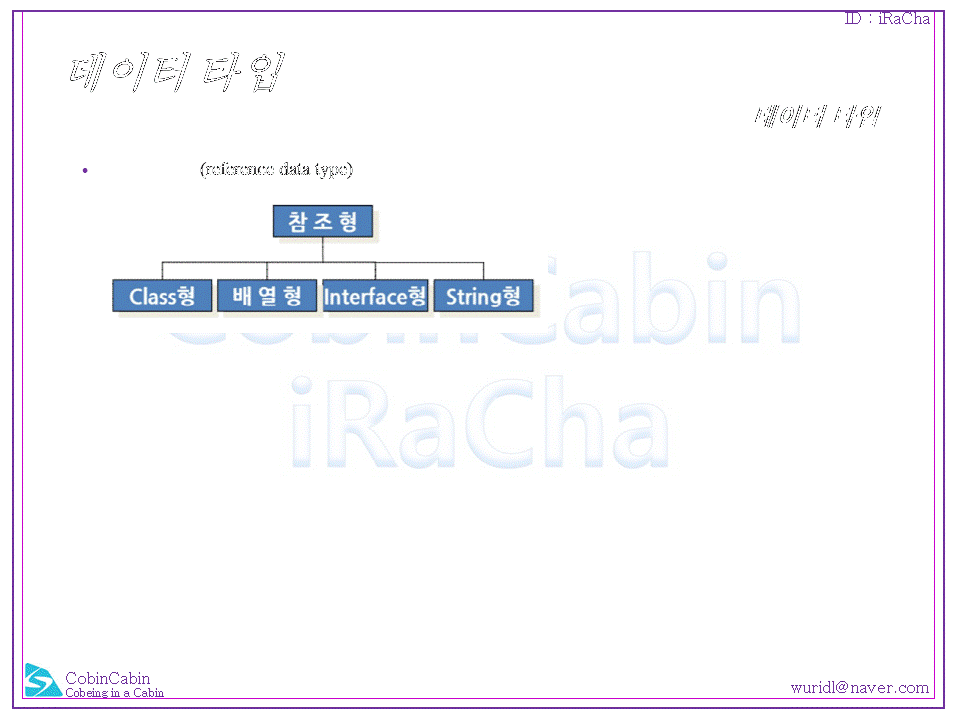 ID : iRaCha
데이터 타입
데이터 타입
• (reference data type)
참 조 형
Class형 배 열 형 Interface형 String형
CobinCabin
iRaCha
CobinCabin
Cobeing in a Cabin
wuridl@naver.com